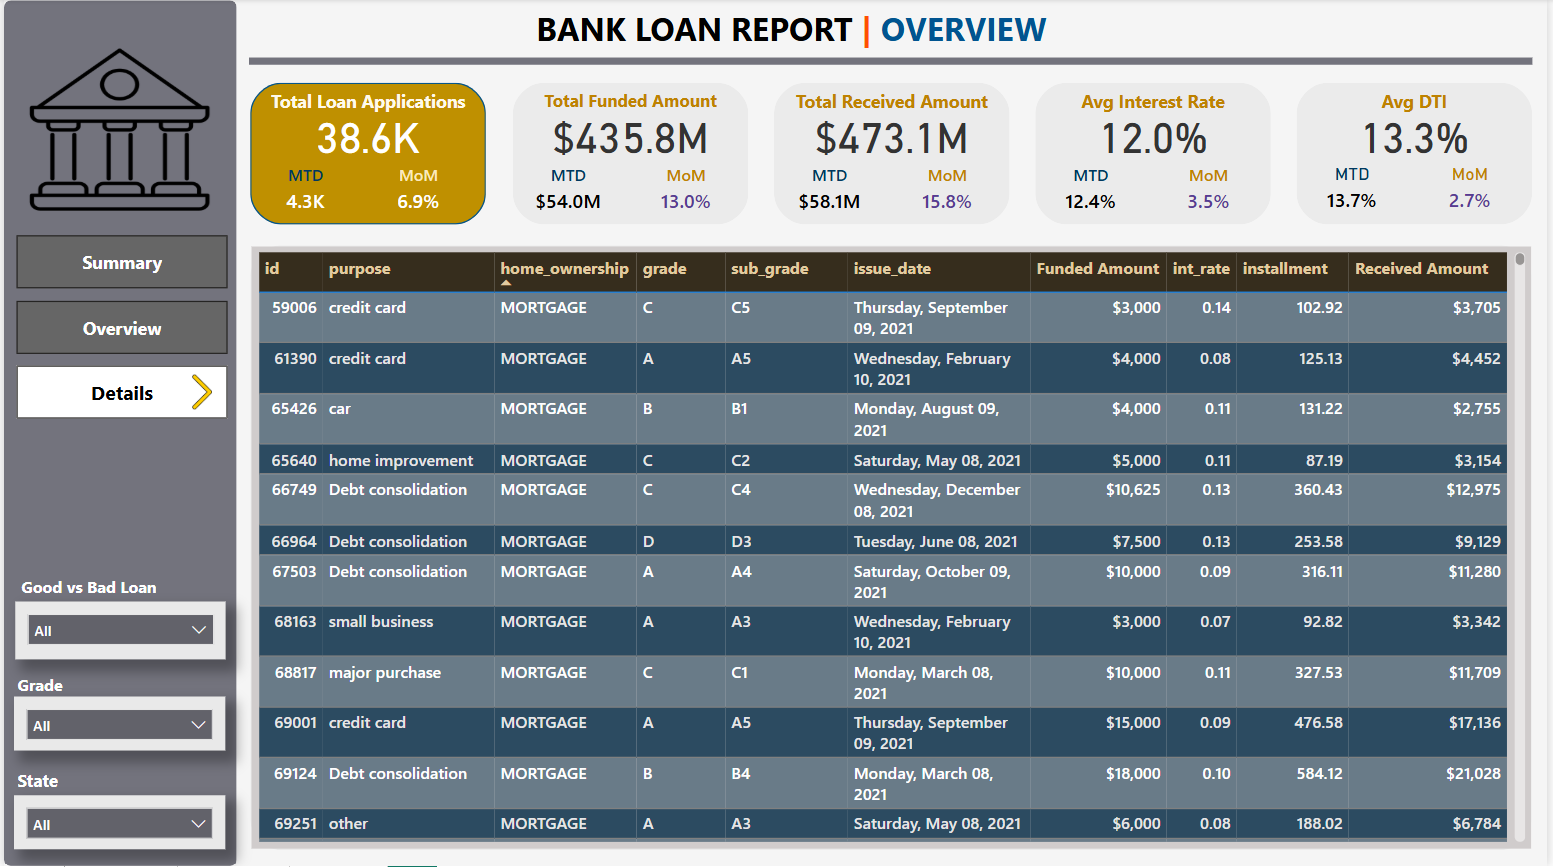 BANK LOAN REPORT | OVERVIEW
Total Loan Applications
38.6K
MTD MoM
4.3K 6.9%
Total Funded Amount
$435.8M
MTD MoM
$54.0M 13.0%
Total Received Amount
$473.1M
MTD MoM
$58.1M 15.8%
Avg Interest Rate
12.0%
MTD MoM
12.4% 3.5%
Avg DTI
13.3%
MTD MoM
13.7% 2.7%
Summary
Overview
Details
Good vs Bad Loan
All
Grade
All
State
All
id purpose home_ownership grade sub_grade issue_date Funded Amount int_rate installment Received Amount
59006 credit card MORTGAGE C C5 Thursday, September $3,000 0.14 102.92 $3,705
09, 2021
61390 credit card MORTGAGE A A5 Wednesday, February $4,000 0.08 125.13 $4,452
10, 2021
65426 car MORTGAGE B B1 Monday, August 09, $4,000 0.11 131.22 $2,755
2021
65640 home improvement MORTGAGE C C2 Saturday, May 08, 2021 $5,000 0.11 87.19 $3,154
66749 Debt consolidation MORTGAGE C C4 Wednesday, December $10,625 0.13 360.43 $12,975
08, 2021
66964 Debt consolidation MORTGAGE D D3 Tuesday, June 08, 2021 $7,500 0.13 253.58 $9,129
67503 Debt consolidation MORTGAGE A A4 Saturday, October 09, $10,000 0.09 316.11 $11,280
2021
68163 small business MORTGAGE A A3 Wednesday, February $3,000 0.07 92.82 $3,342
10, 2021
68817 major purchase MORTGAGE C C1 Monday, March 08, $10,000 0.11 327.53 $11,709
2021
69001 credit card MORTGAGE A A5 Thursday, September $15,000 0.09 476.58 $17,136
09, 2021
69124 Debt consolidation MORTGAGE B B4 Monday, March 08, $18,000 0.10 584.12 $21,028
2021
69251 other MORTGAGE A A3 Saturday, May 08, 2021 $6,000 0.08 188.02 $6,784